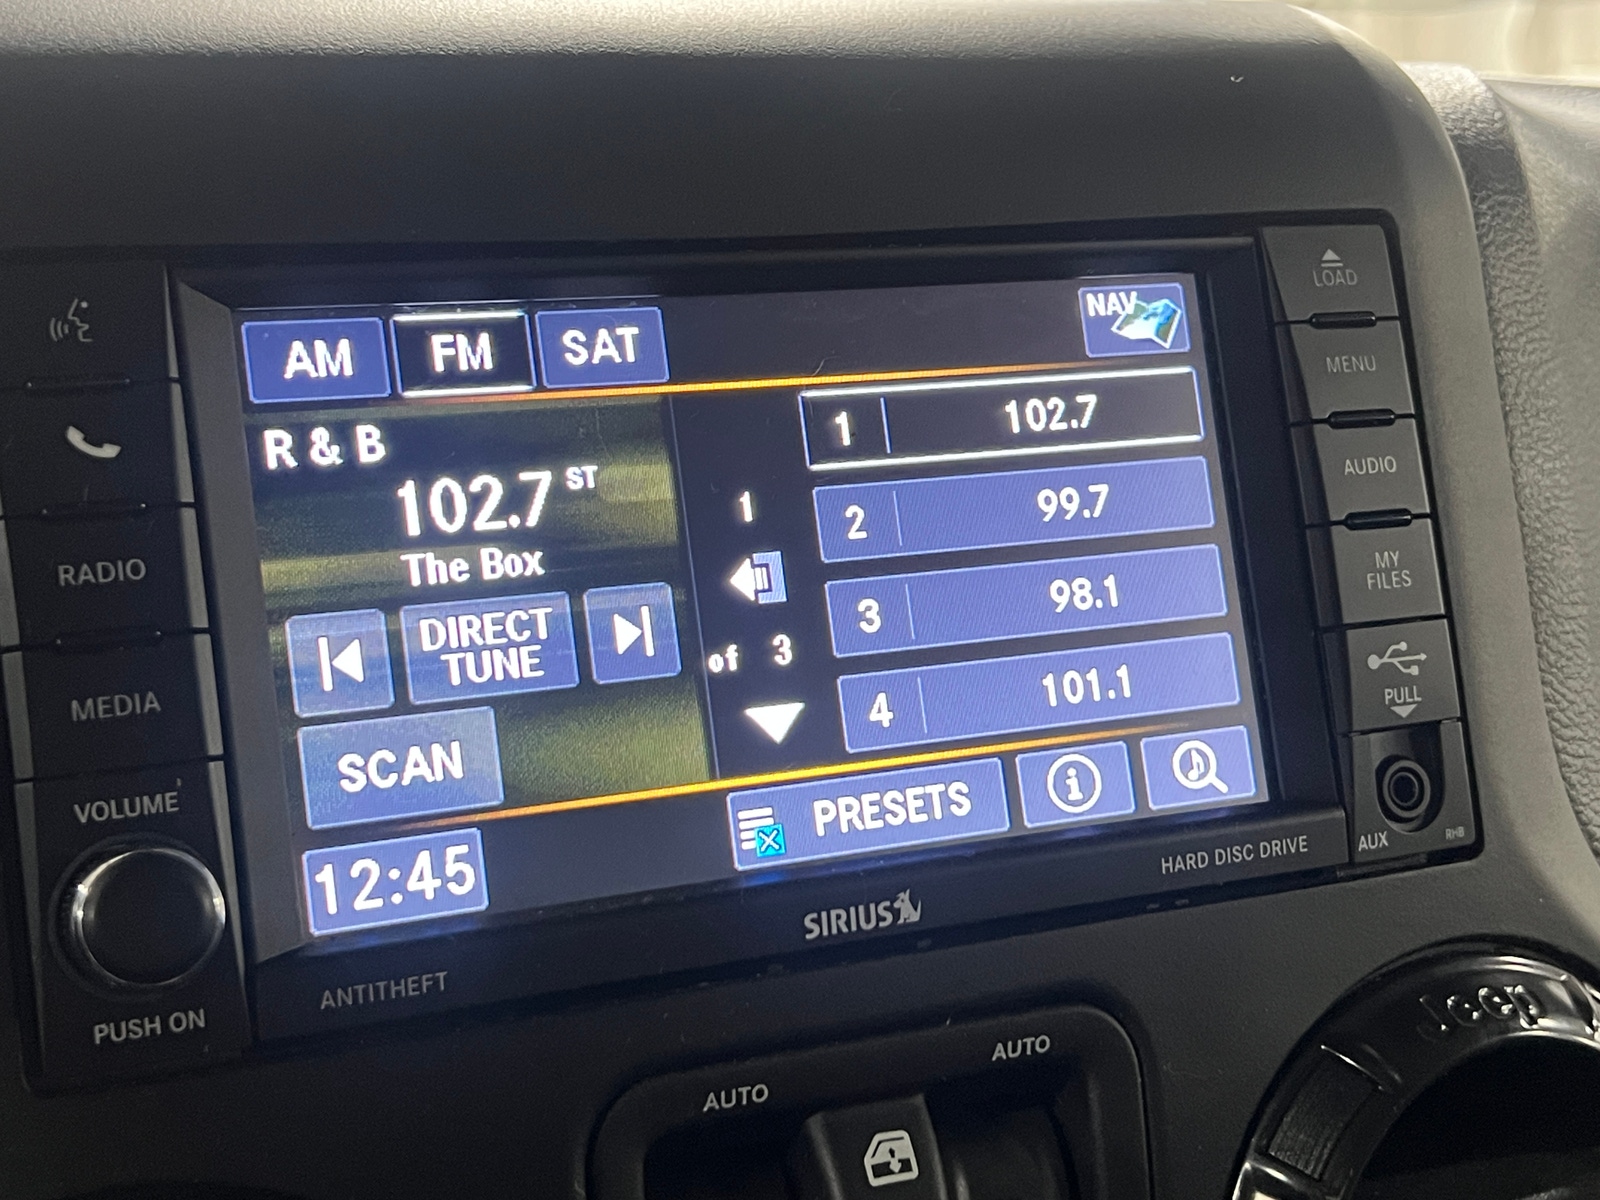 LOAD
MENU
AUDIO
MY
FILES
PULL
AUX
RHB
RADIO
MEDIA
VOLUME
PUSH ON
AM
FM
SAT
NAV
R & B
102.7 ST
The Box
DIRECT
TUNE
SCAN
12:45
1
of 3
1 102.7
2 99.7
3 98.1
4 101.1
PRESETS
i
SIRIUS
HARD DISC DRIVE
ANTITHEFT
AUTO
AUTO
Jeep